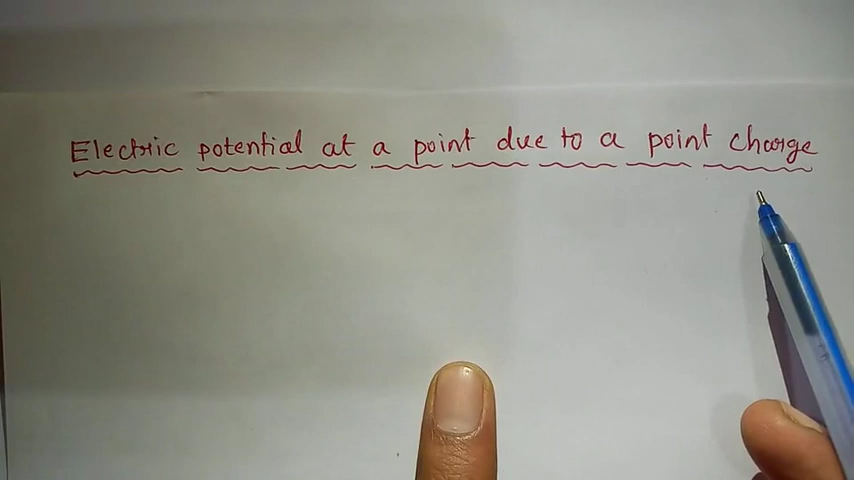 Electric potential at a point due to a point charge